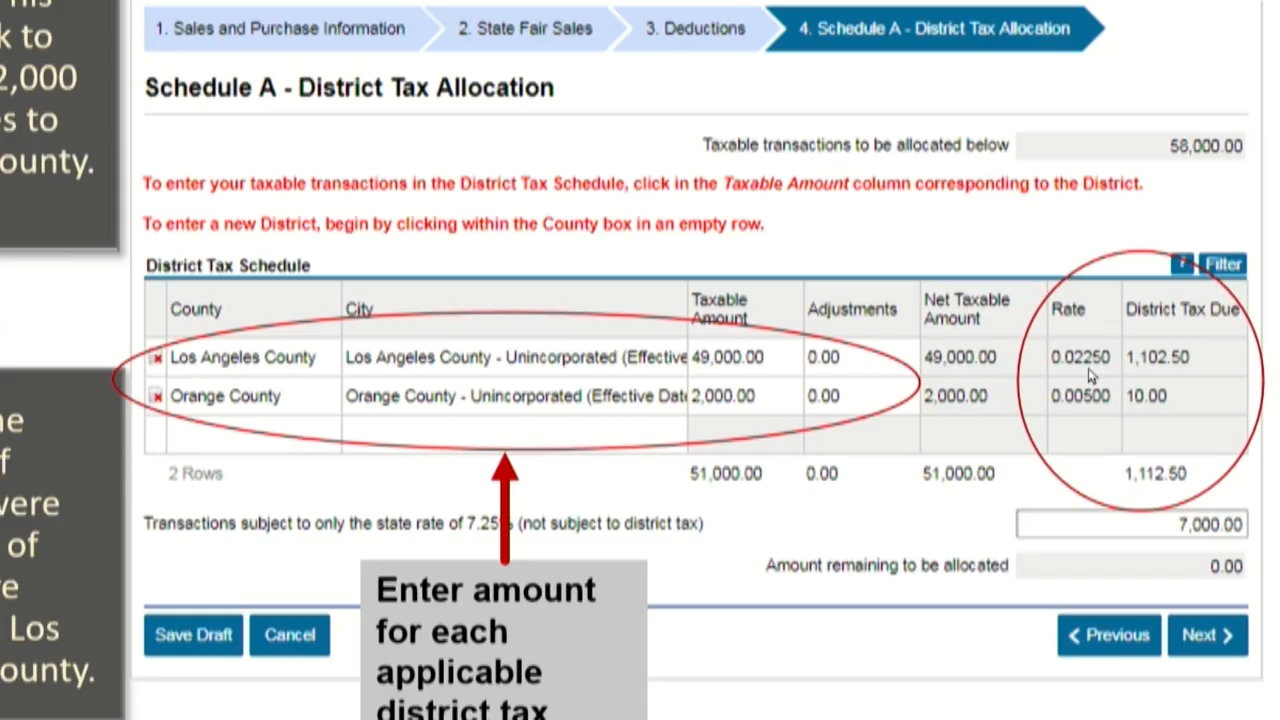 k to
2,000
s to
ounty.
1. Sales and Purchase Information
2. State Fair Sales
3. Deductions
4. Schedule A - District Tax Allocation
Schedule A - District Tax Allocation
Taxable transactions to be allocated below 58,000.00
To enter your taxable transactions in the District Tax Schedule, click in the Taxable Amount column corresponding to the District.
To enter a new District, begin by clicking within the County box in an empty row.
District Tax Schedule
? Filter
County City Taxable Amount Adjustments Net Taxable Amount Rate District Tax Due
Los Angeles County Los Angeles County - Unincorporated (Effective 49,000.00 0.00 49,000.00 0.02250 1,102.50
Orange County Orange County - Unincorporated (Effective Date 2,000.00 0.00 2,000.00 0.00500 10.00
2 Rows 51,000.00 0.00 51,000.00 1,112.50
Transactions subject to only the state rate of 7.25% (not subject to district tax) 7,000.00
Amount remaining to be allocated 0.00
Save Draft
Cancel
Previous
Next
Enter amount
for each
applicable
district tax
ne
f
were
of
e
Los
ounty.